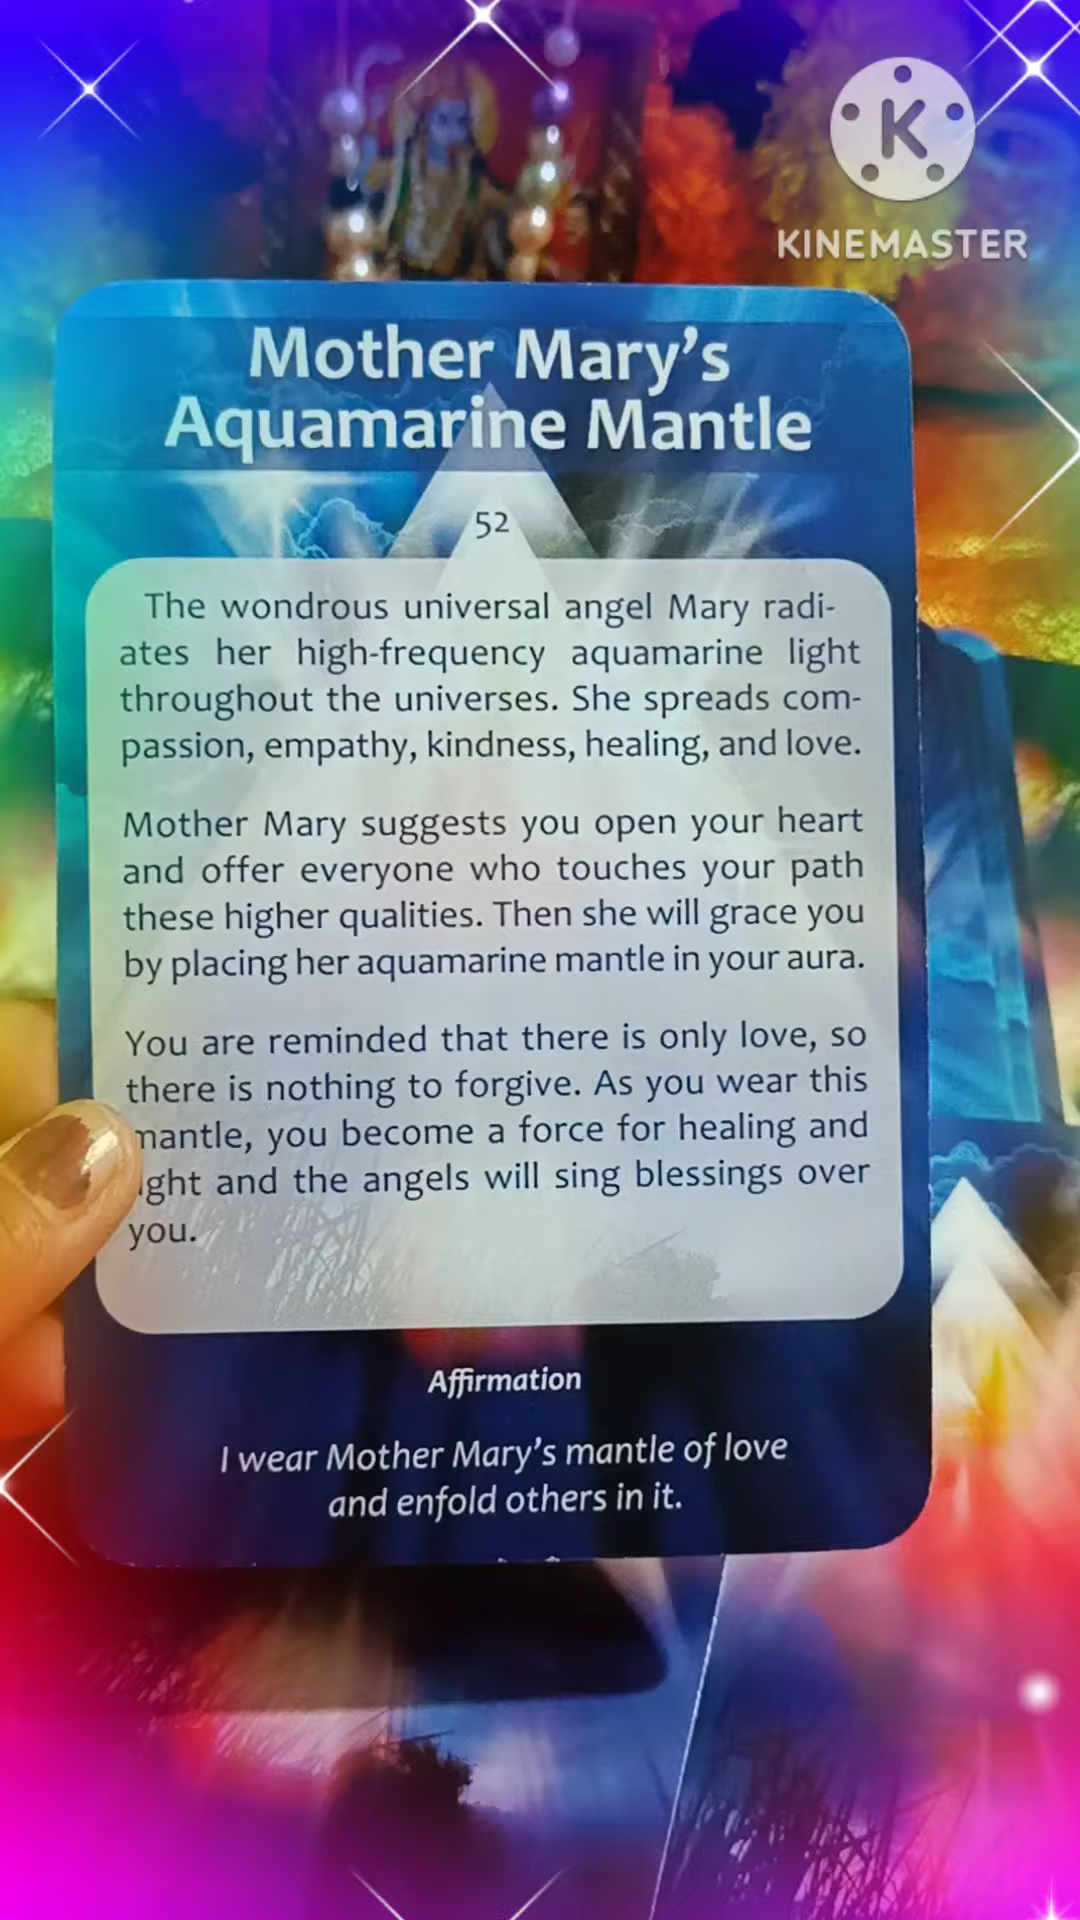 K
KINEMASTER
Mother Mary's
Aquamarine Mantle
52
The wondrous universal angel Mary radi-
ates her high-frequency aquamarine light
throughout the universes. She spreads com-
passion, empathy, kindness, healing, and love.
Mother Mary suggests you open your heart
and offer everyone who touches your path
these higher qualities. Then she will grace you
by placing her aquamarine mantle in your aura.
You are reminded that there is only love, so
there is nothing to forgive. As you wear this
mantle, you become a force for healing and
and the angels will sing blessings over
you.
Affirmation
I wear Mother Mary's mantle of love
and enfold others in it.